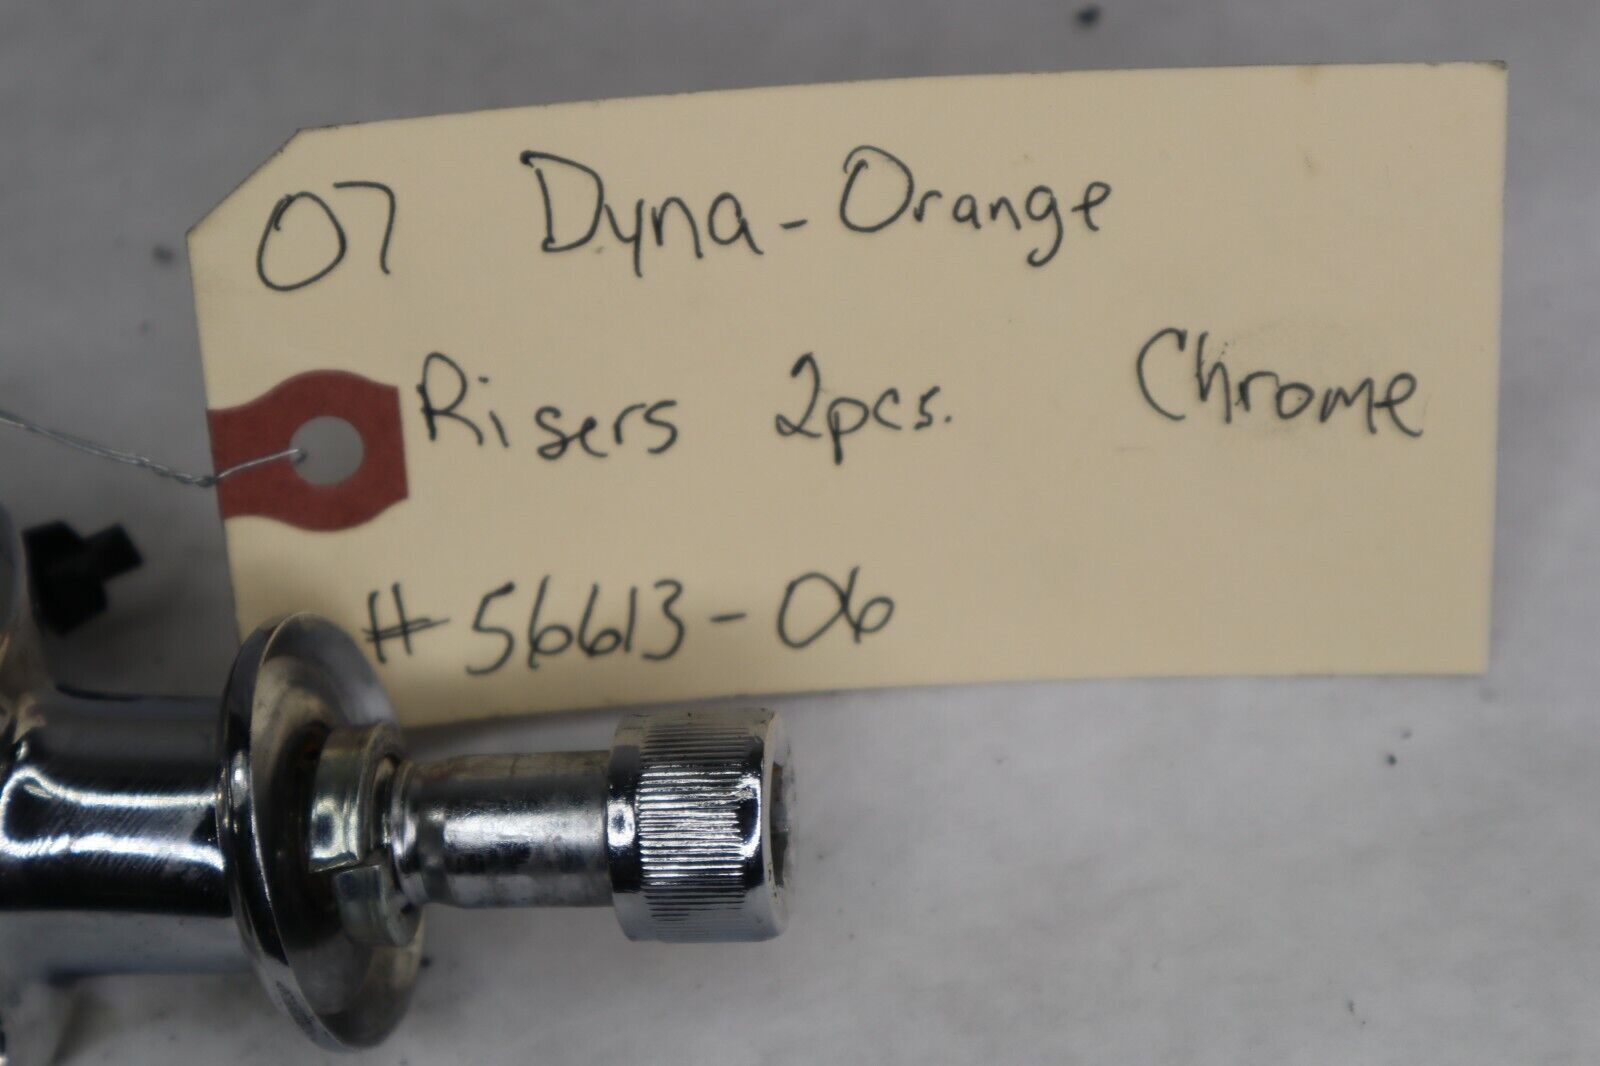 07 Dyna-Orange
Risers 2pcs. Chrome
#56613-06